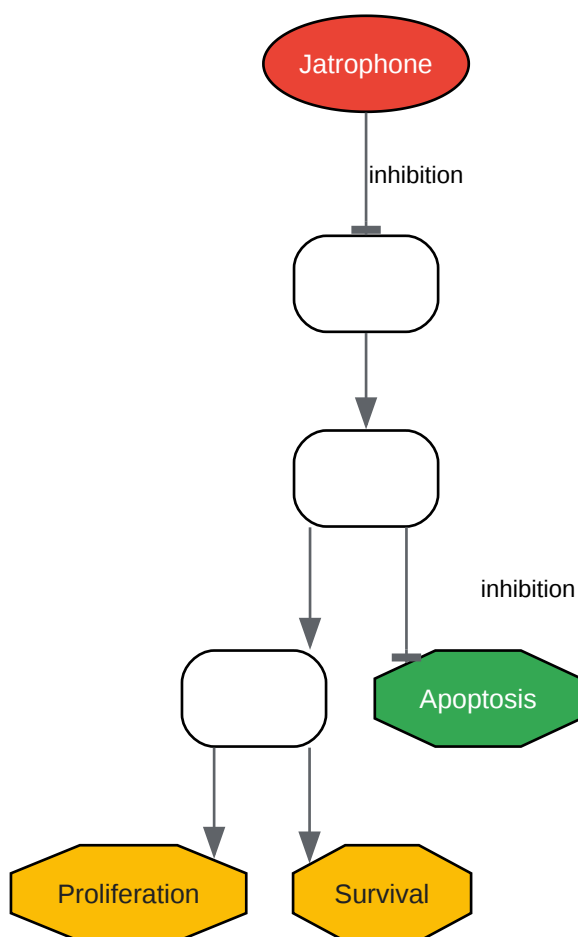 Jatrophone
inhibition
inhibition
Apoptosis
Proliferation
Survival